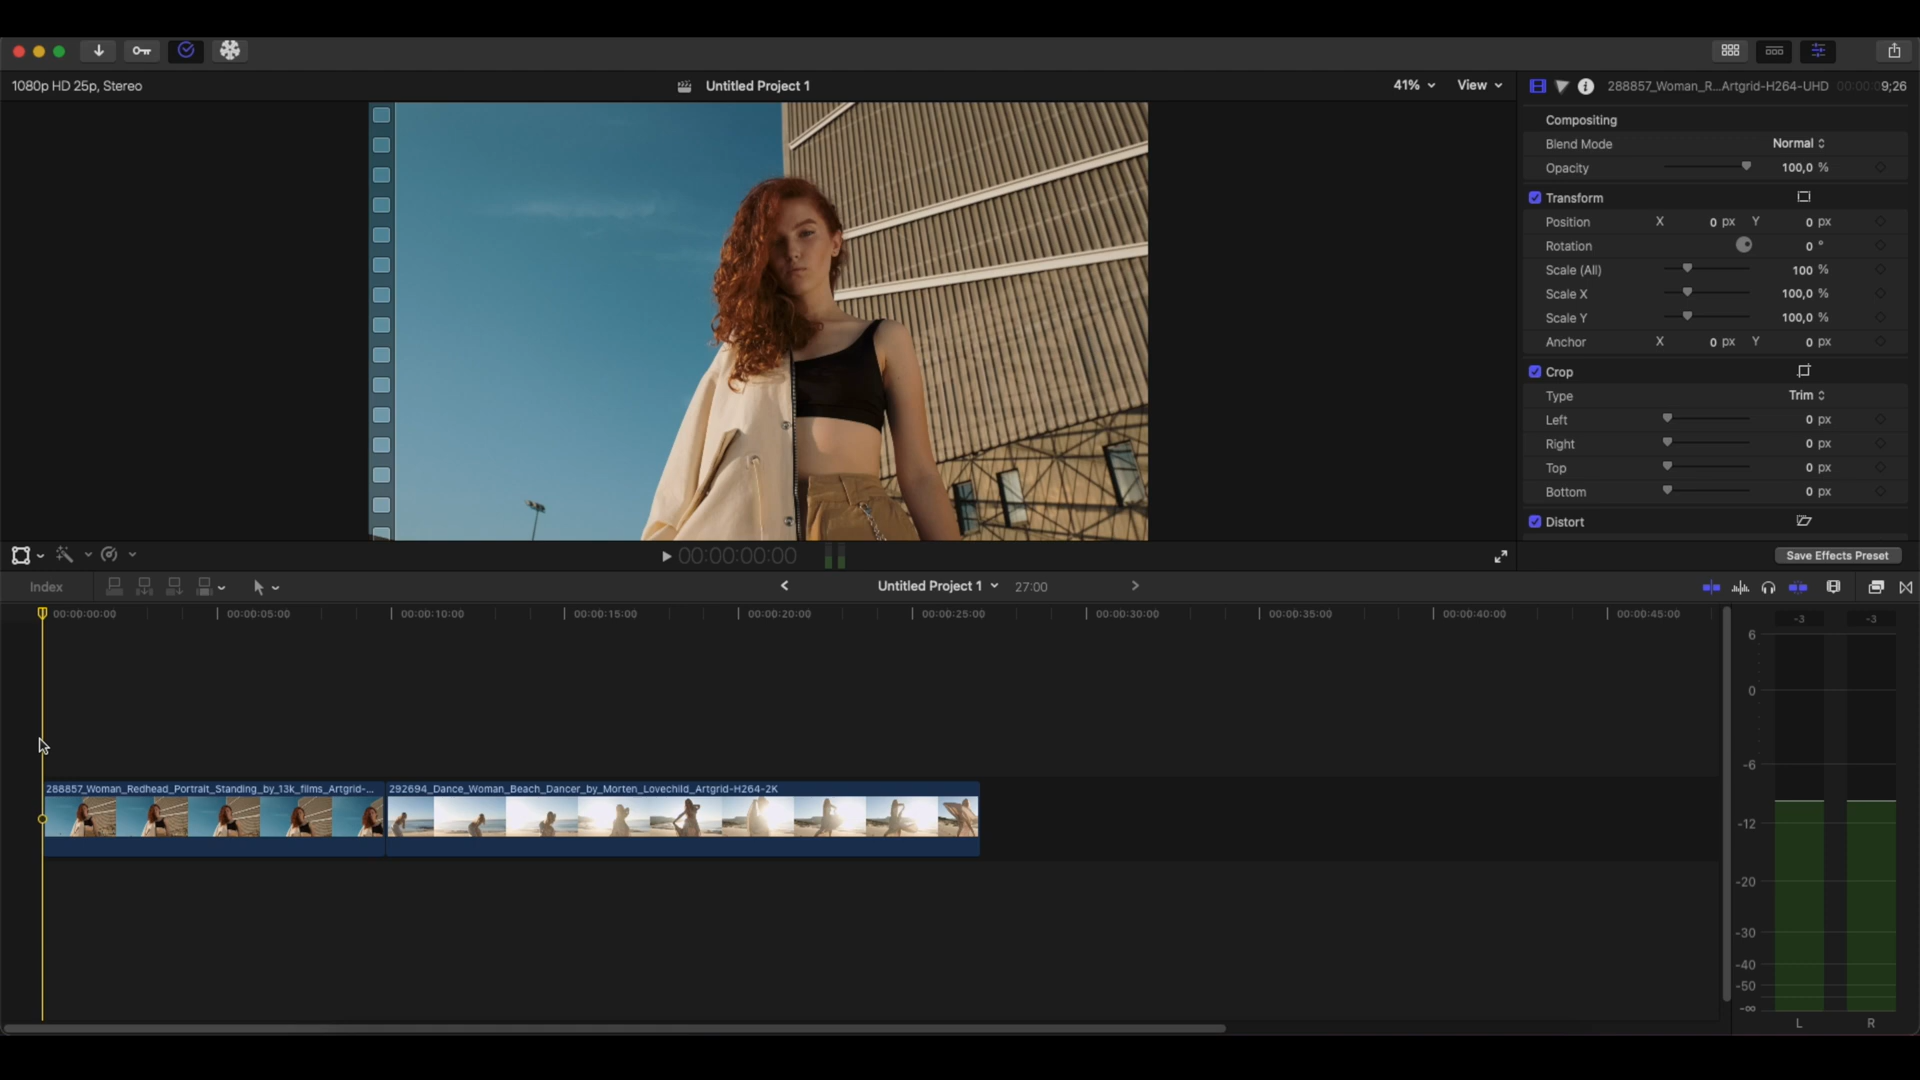 1080p HD 25p, Stereo
Untitled Project 1
41%
View
288857_Woman_R...Artgrid-H264-UHD
00:00:09;26
Compositing
Blend Mode Normal
Opacity 100,0 %
Transform
Position X 0 px Y 0 px
Rotation 0 °
Scale (All) 100 %
Scale X 100,0 %
Scale Y 100,0 %
Anchor X 0 px Y 0 px
Crop
Type Trim
Left 0 px
Right 0 px
Top 0 px
Bottom 0 px
Distort
00:00:00:00
Save Effects Preset
Index
Untitled Project 1
27:00
00:00:00:00 00:00:05:00 00:00:10:00 00:00:15:00 00:00:20:00 00:00:25:00 00:00:30:00 00:00:35:00 00:00:40:00 00:00:45:00
-3 -3
6
0
-6
288857_Woman_Redhead_Portrait_Standing_by_13k_films_Artgrid-...
292694_Dance_Woman_Beach_Dancer_by_Morten_Lovechild_Artgrid-H264-2K
-12
-20
-30
-40
-50
-∞
L R